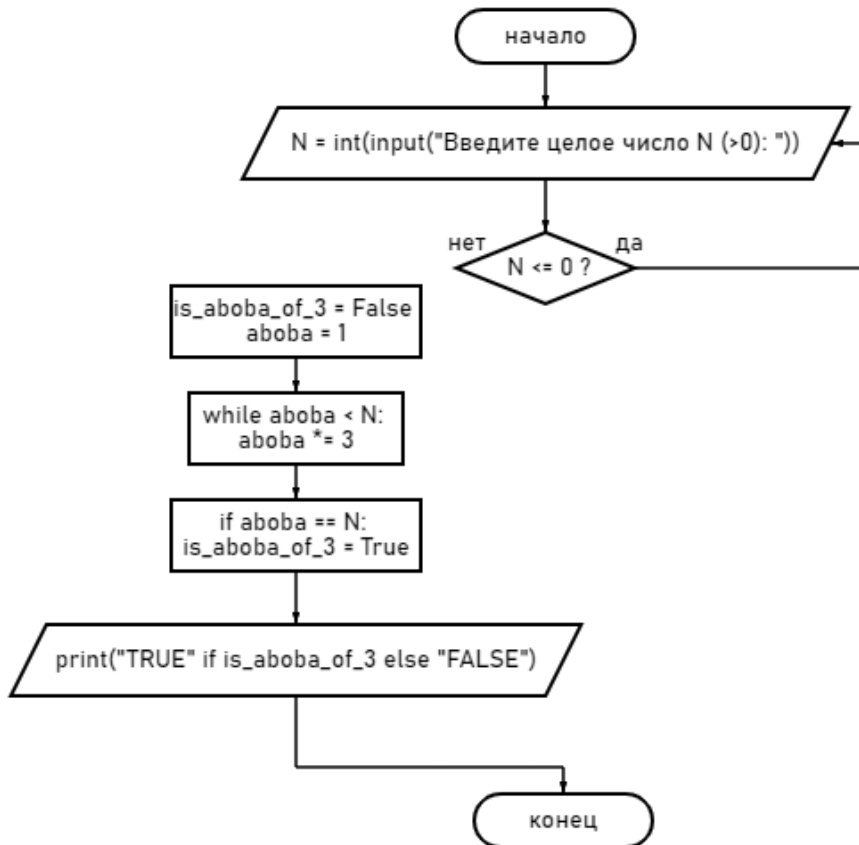 начало
N = int(input("Введите целое число N (>0): "))
нет
да
N <= 0 ?
is_aboba_of_3 = False
aboba = 1
while aboba < N:
aboba *= 3
if aboba == N:
is_aboba_of_3 = True
print("TRUE" if is_aboba_of_3 else "FALSE")
конец